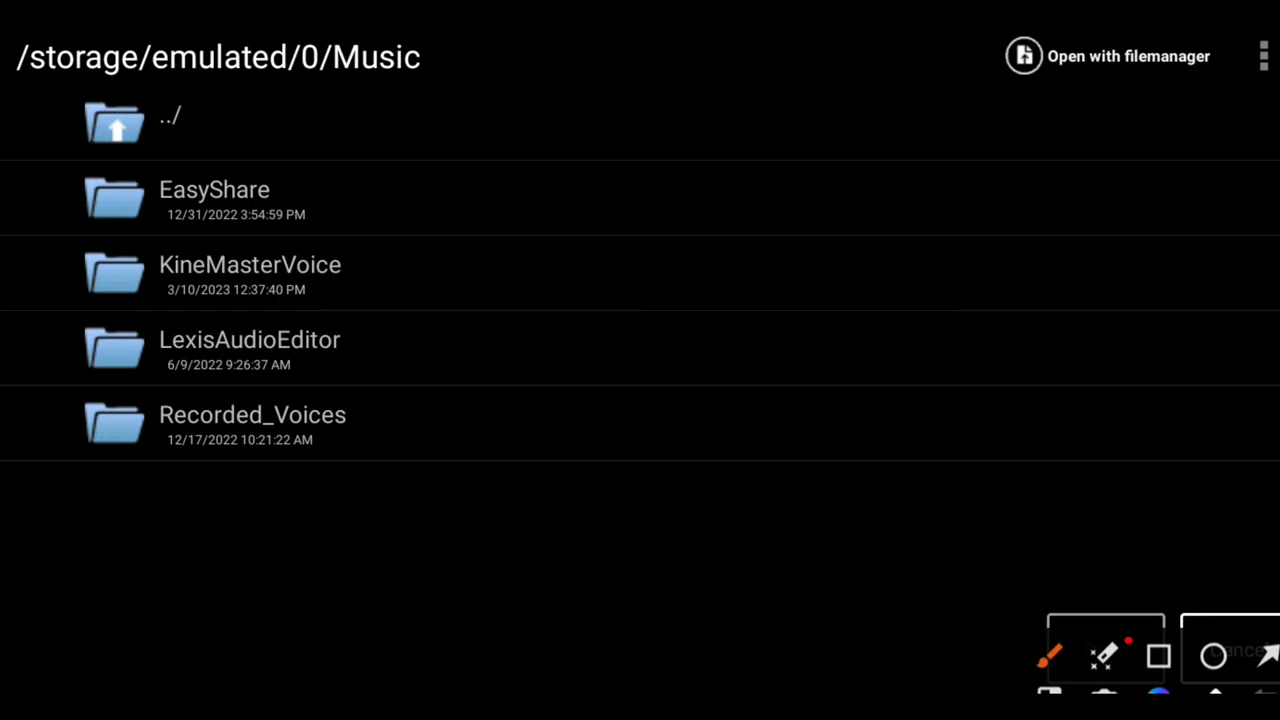 /storage/emulated/0/Music
Open with filemanager
../
EasyShare
12/31/2022 3:54:59 PM
KineMasterVoice
3/10/2023 12:37:40 PM
LexisAudioEditor
6/9/2022 9:26:37 AM
Recorded_Voices
12/17/2022 10:21:22 AM